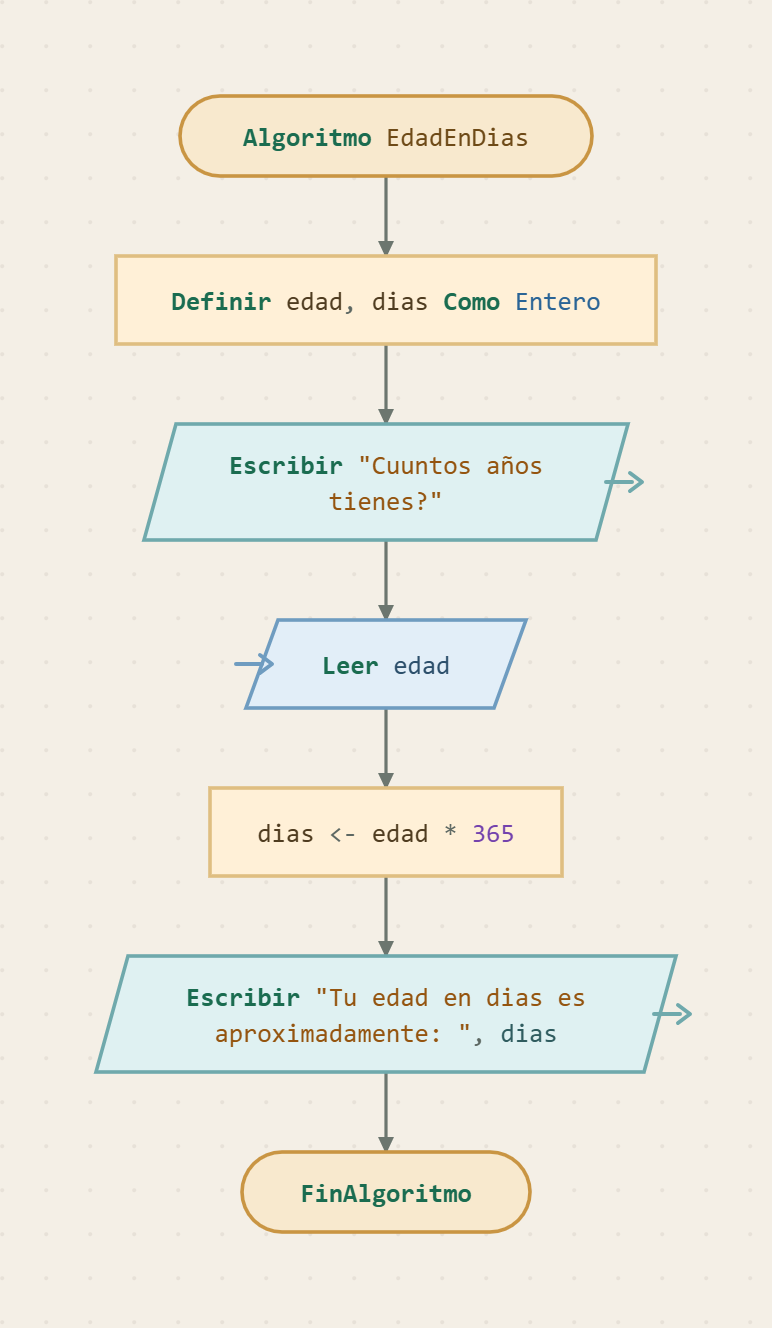 Algoritmo EdadEnDias
Definir edad, dias Como Entero
Escribir "Cuuntos años
tienes?"
Leer edad
dias <- edad * 365
Escribir "Tu edad en dias es
aproximadamente: ", dias
FinAlgoritmo